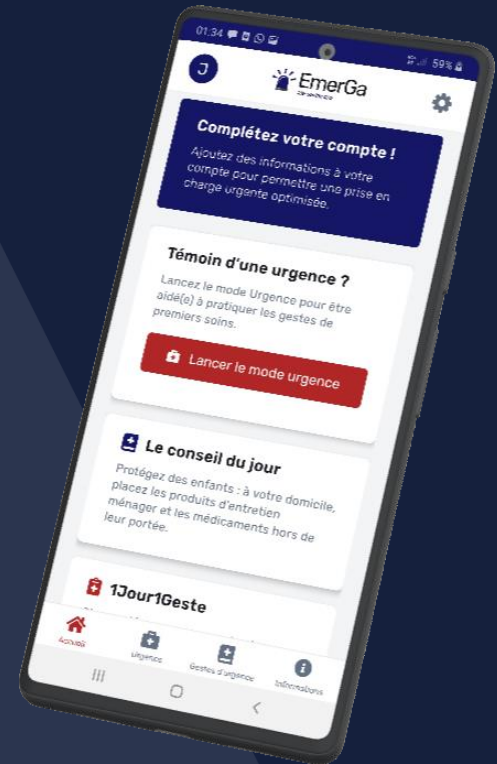 01:34
59%
J
EmerGa
Complétez votre compte !
Ajoutez des informations à votre
compte pour permettre une prise en
charge urgente optimisée.
Témoin d'une urgence ?
Lancez le mode Urgence pour être
aidé(e) à pratiquer les gestes de
premiers soins.
Lancer le mode urgence
Le conseil du jour
Protégez des enfants : à votre domicile,
placez les produits d'entretien
ménager et les médicaments hors de
leur portée.
1Jour1Geste
Accueil
Urgence
Gestes d'urgence
Informations